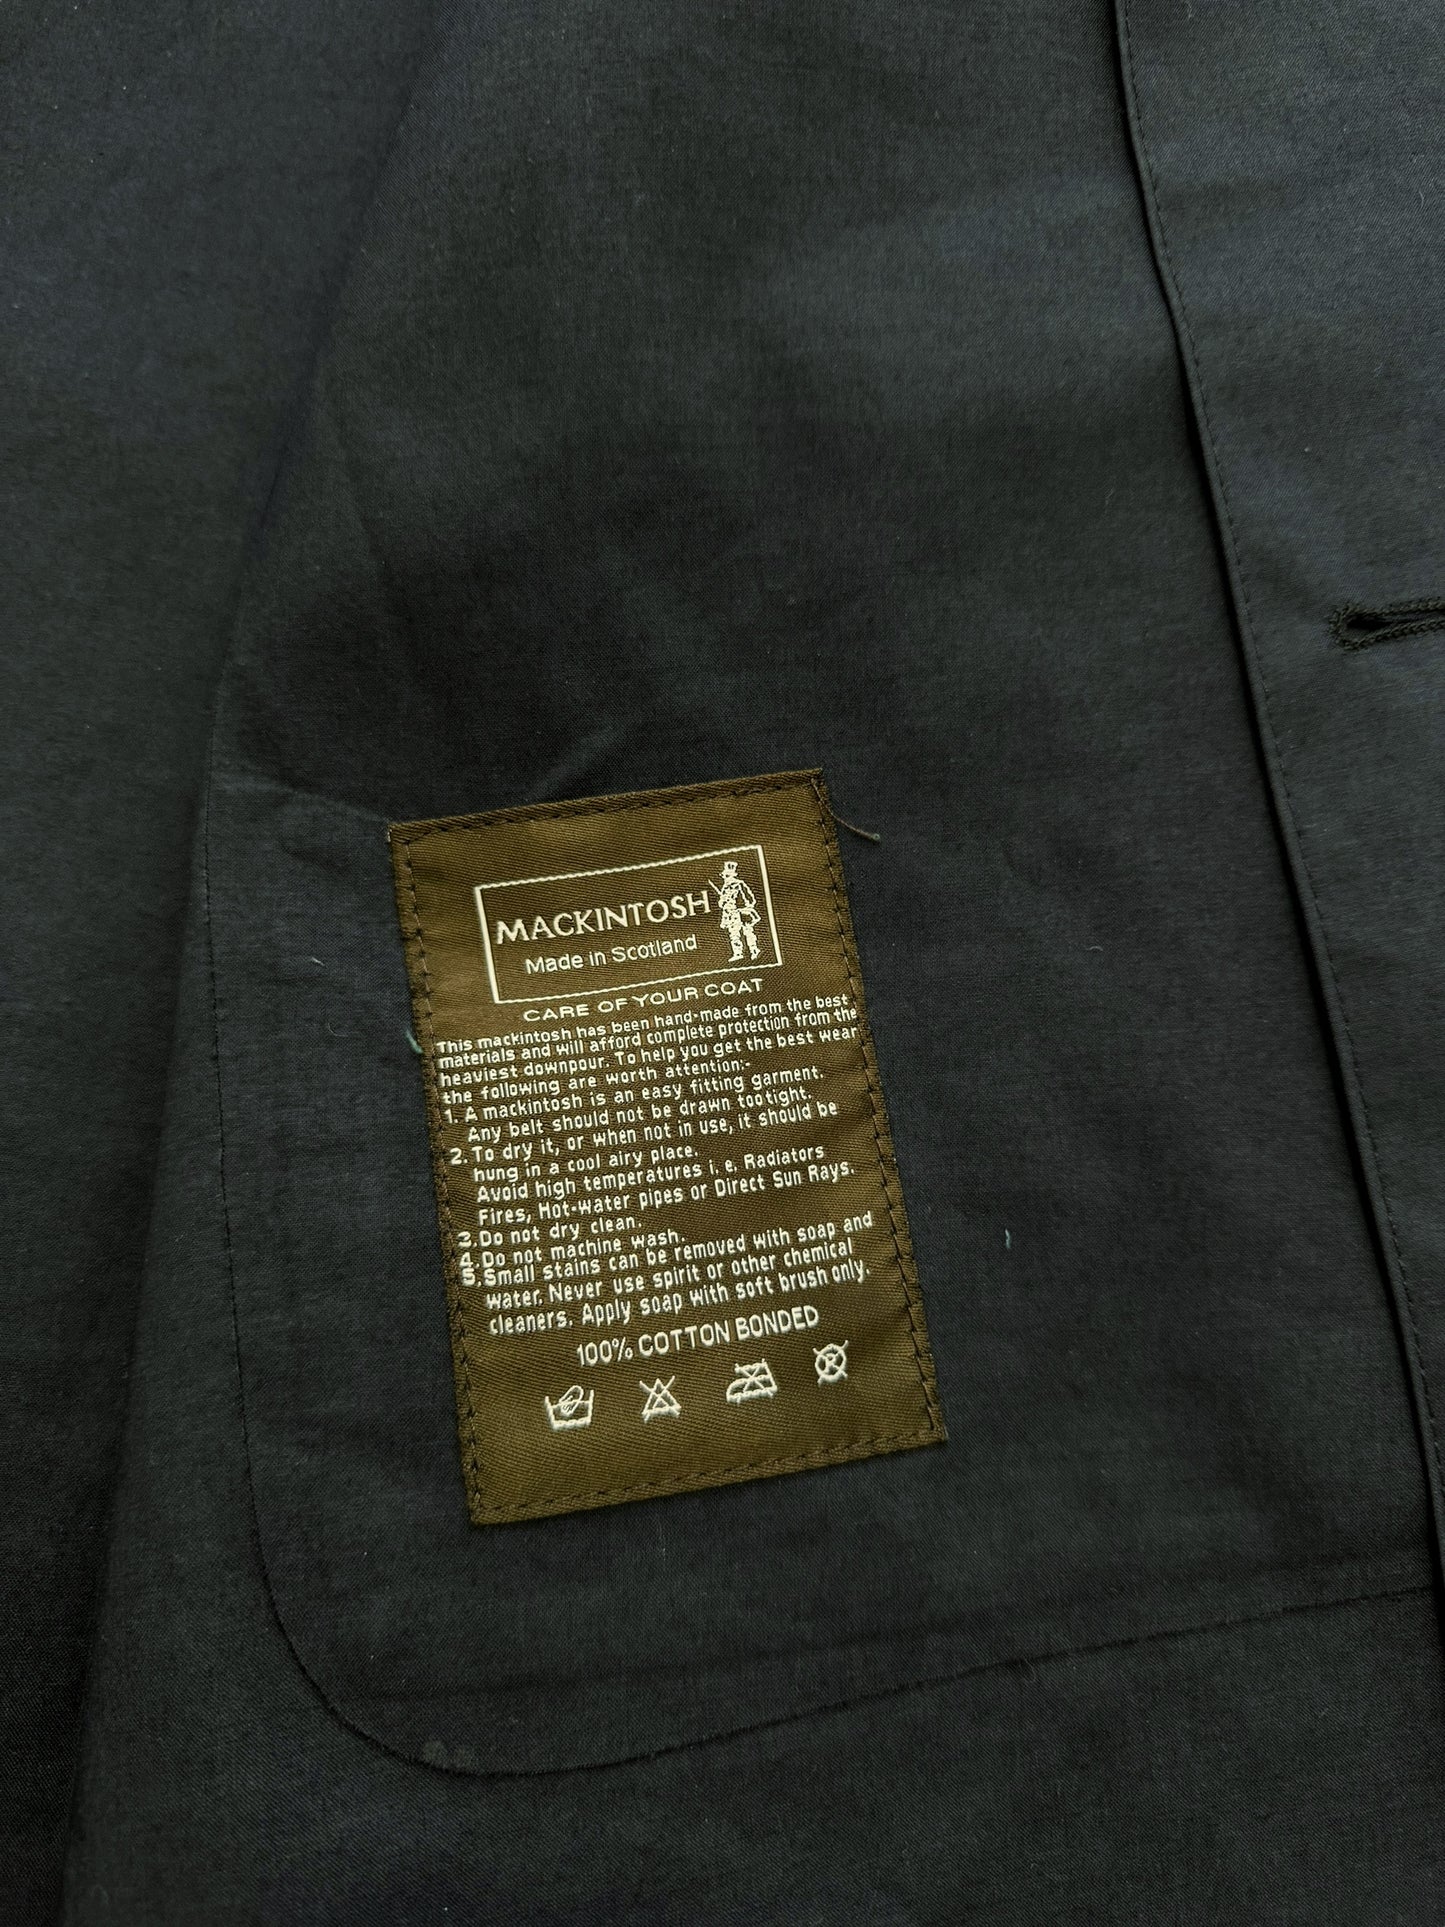 MACKINTOSH
Made in Scotland
CARE OF YOUR COAT
This mackintosh has been hand-made from the best
materials and will afford complete protection from the
heaviest downpour. To help you get the best wear
the following are worth attention:-
1. A mackintosh is an easy fitting garment.
Any belt should not be drawn too tight.
2. To dry it, or when not in use, it should be
hung in a cool airy place.
Avoid high temperatures i. e. Radiators
Fires, Hot-water pipes or Direct Sun Rays.
3. Do not dry clean.
4. Do not machine wash.
5. Small stains can be removed with soap and
water. Never use spirit or other chemical
cleaners. Apply soap with soft brush only.
100% COTTON BONDED
R